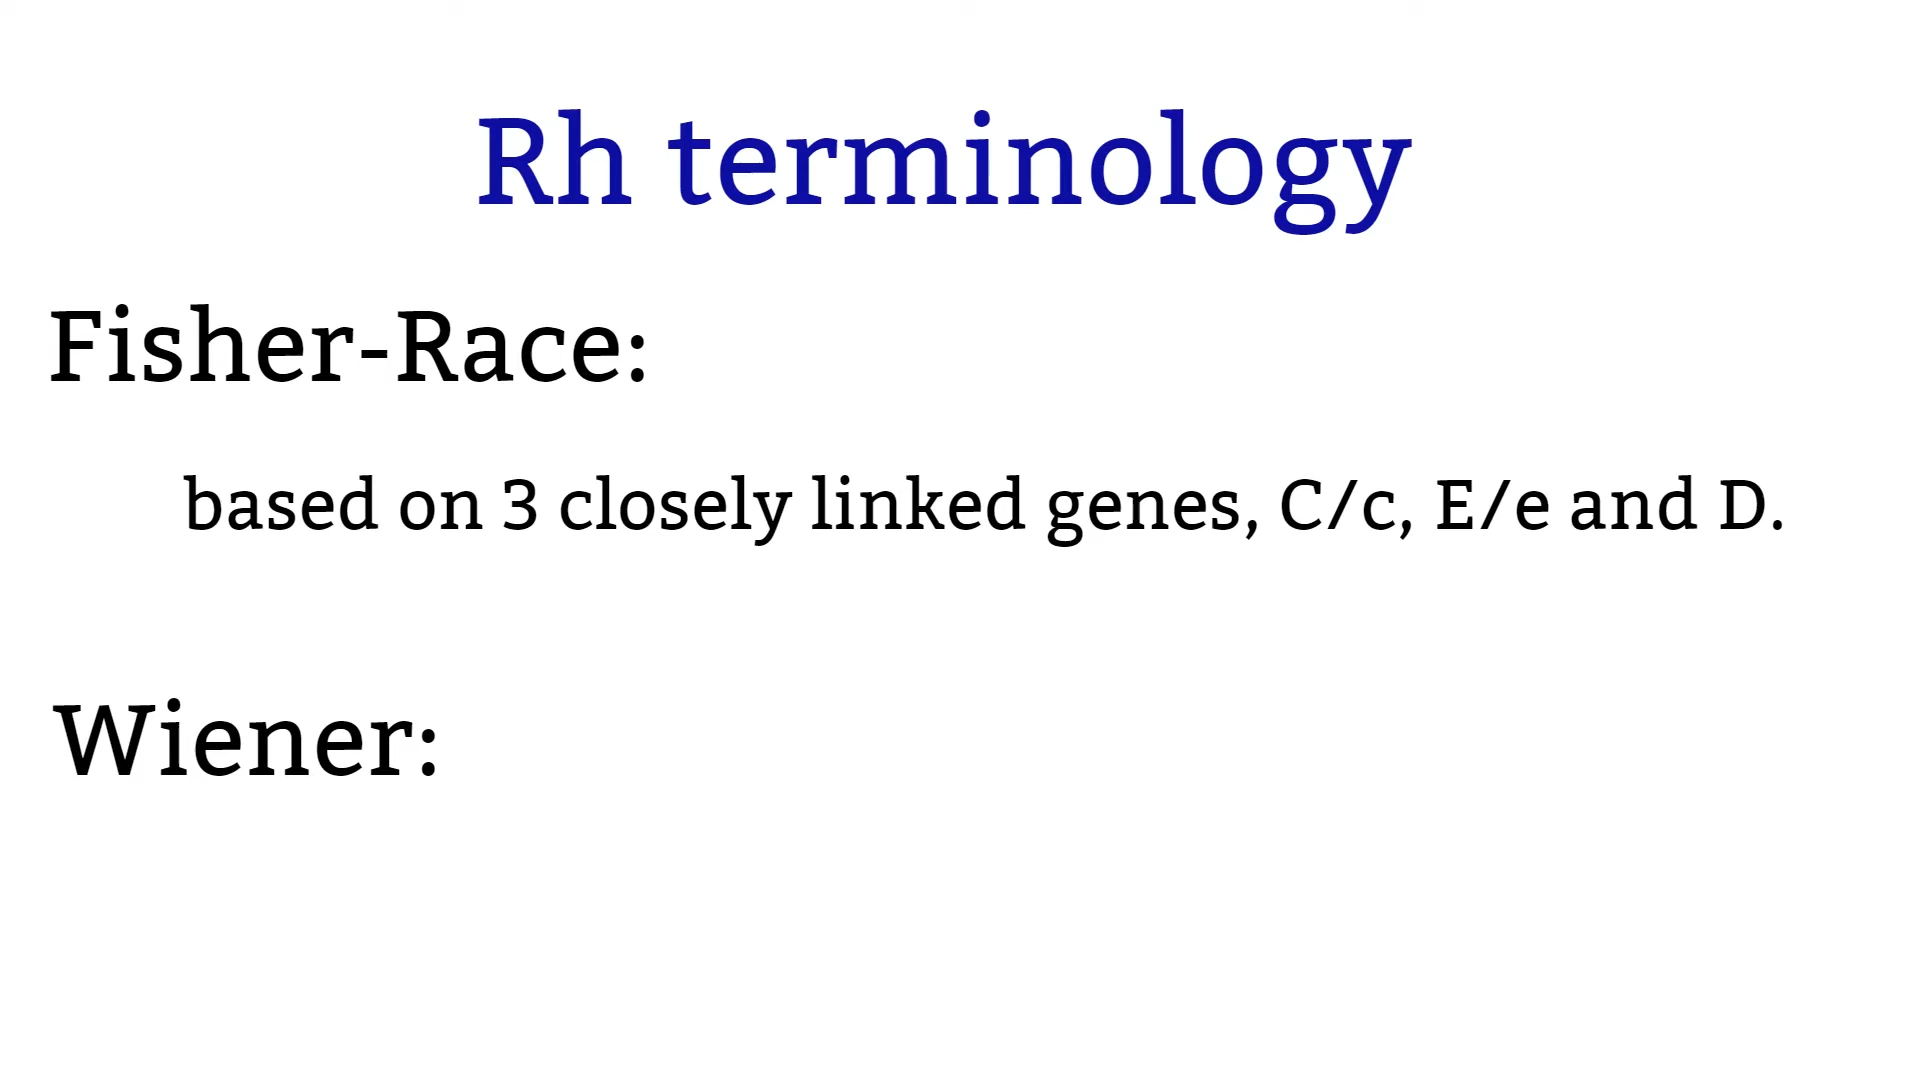 Rh terminology
Fisher-Race:
based on 3 closely linked genes, C/c, E/e and D.
Wiener: